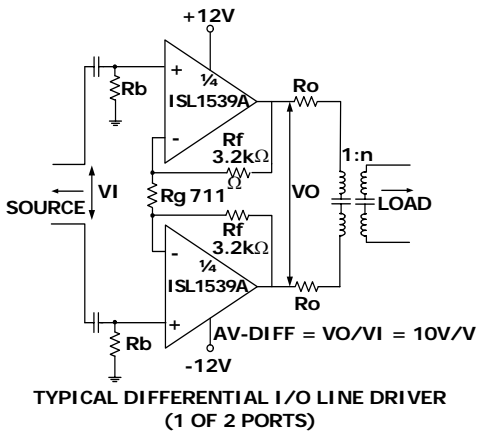 +12V
Rb
+
¼
ISL1539A
-
Ro
Rf
3.2kΩ
Ω
1:n
VI
Rg 711
VO
SOURCE
LOAD
Rf
3.2kΩ
-
¼
ISL1539A
+
Ro
AV-DIFF = VO/VI = 10V/V
Rb
-12V
TYPICAL DIFFERENTIAL I/O LINE DRIVER
(1 OF 2 PORTS)